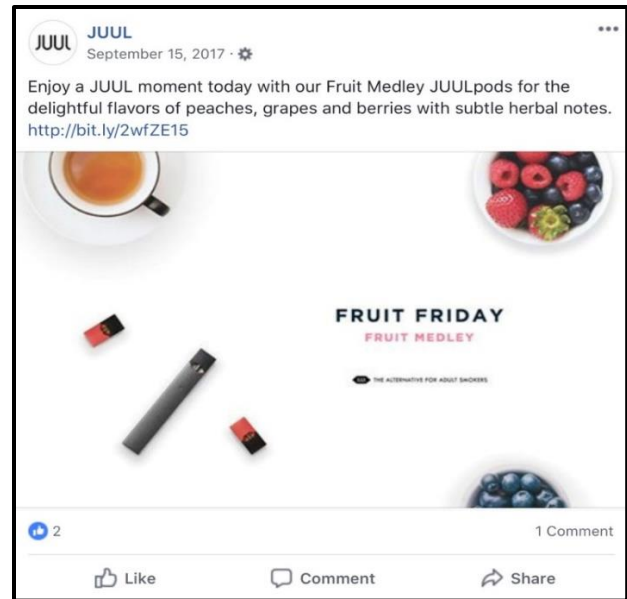 JUUL
JUUL
September 15, 2017 ·
Enjoy a JUUL moment today with our Fruit Medley JUULpods for the
delightful flavors of peaches, grapes and berries with subtle herbal notes.
http://bit.ly/2wfZE15
FRUIT FRIDAY
FRUIT MEDLEY
THE ALTERNATIVE FOR ADULT SMOKERS
2
1 Comment
Like
Comment
Share